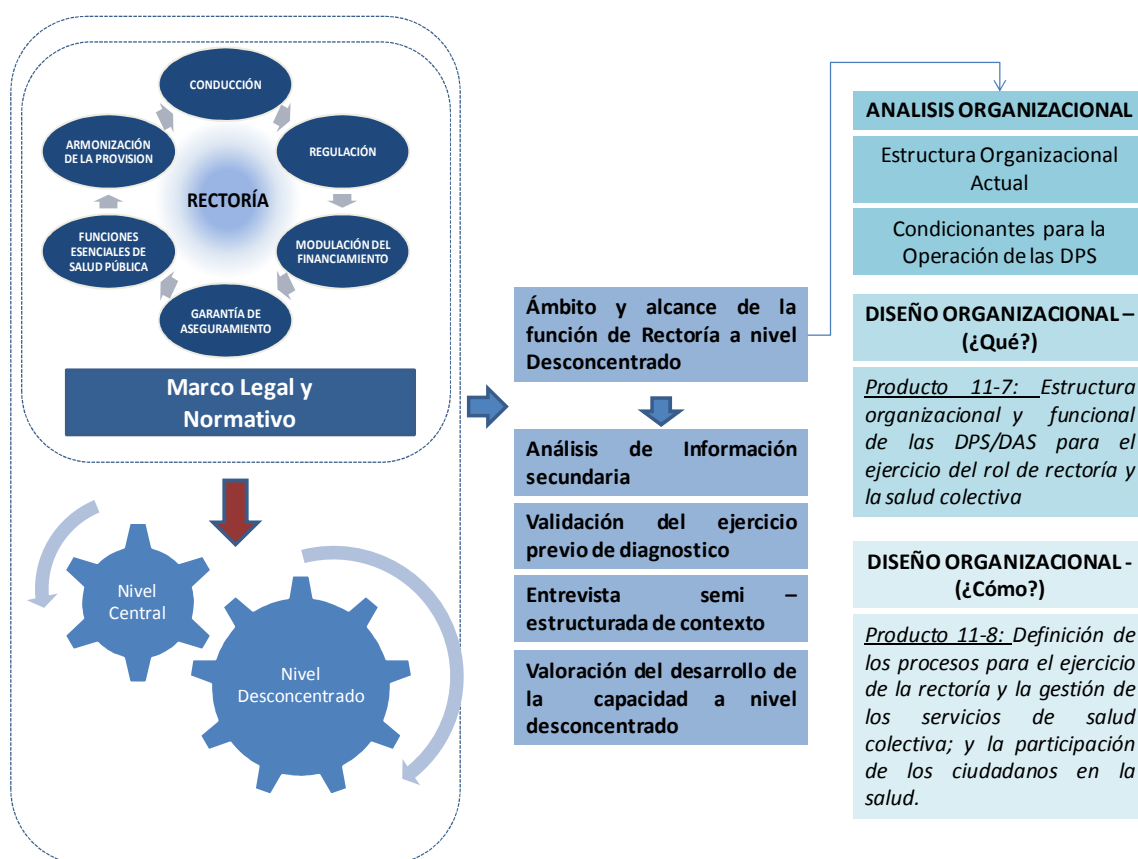 CONDUCCIÓN
REGULACIÓN
MODULACIÓN DEL
FINANCIAMIENTO
GARANTÍA DE
ASEGURAMIENTO
FUNCIONES
ESENCIALES DE
SALUD PÚBLICA
ARMONIZACIÓN
DE LA PROVISION
RECTORÍA
Marco Legal y
Normativo
Nivel
Central
Nivel
Desconcentrado
Ámbito y alcance de la
función de Rectoría a nivel
Desconcentrado
Análisis de Información
secundaria
Validación del ejercicio
previo de diagnostico
Entrevista semi –
estructurada de contexto
Valoración del desarrollo de
la capacidad a nivel
desconcentrado
ANALISIS ORGANIZACIONAL
Estructura Organizacional
Actual
Condicionantes para la
Operación de las DPS
DISEÑO ORGANIZACIONAL –
(¿Qué?)
Producto 11-7: Estructura
organizacional y funcional
de las DPS/DAS para el
ejercicio del rol de rectoría y
la salud colectiva
DISEÑO ORGANIZACIONAL -
(¿Cómo?)
Producto 11-8: Definición de
los procesos para el ejercicio
de la rectoría y la gestión de
los servicios de salud
colectiva; y la participación
de los ciudadanos en la
salud.